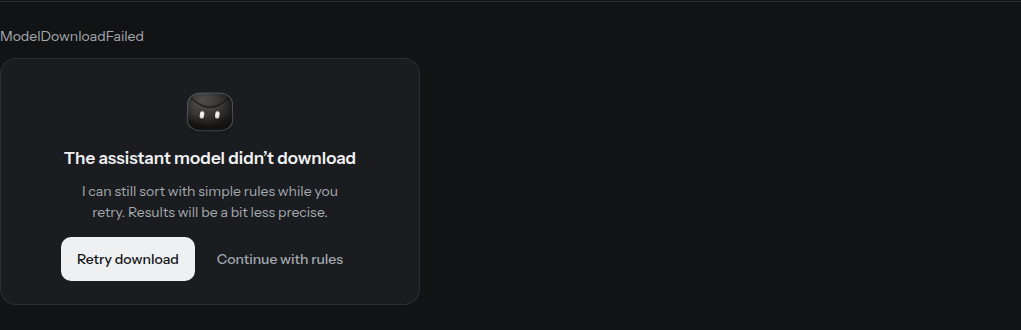 ModelDownloadFailed
The assistant model didn’t download
I can still sort with simple rules while you
retry. Results will be a bit less precise.
Retry download
Continue with rules